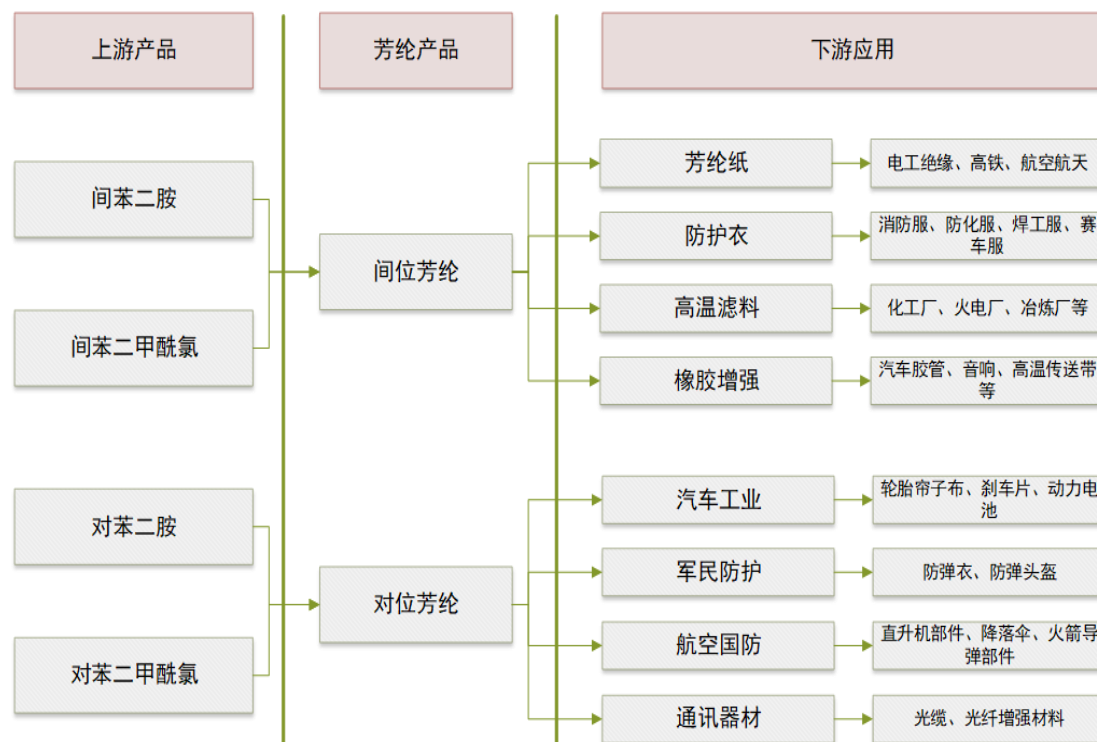 上游产品
芳纶产品
下游应用
间苯二胺
间苯二甲酰氯
间位芳纶
芳纶纸
电工绝缘、高铁、航空航天
防护衣
消防服、防化服、焊工服、赛
车服
高温滤料
化工厂、火电厂、冶炼厂等
橡胶增强
汽车胶管、音响、高温传送带
等
对苯二胺
对苯二甲酰氯
对位芳纶
汽车工业
轮胎帘子布、刹车片、动力电
池
军民防护
防弹衣、防弹头盔
航空国防
直升机部件、降落伞、火箭导
弹部件
通讯器材
光缆、光纤增强材料